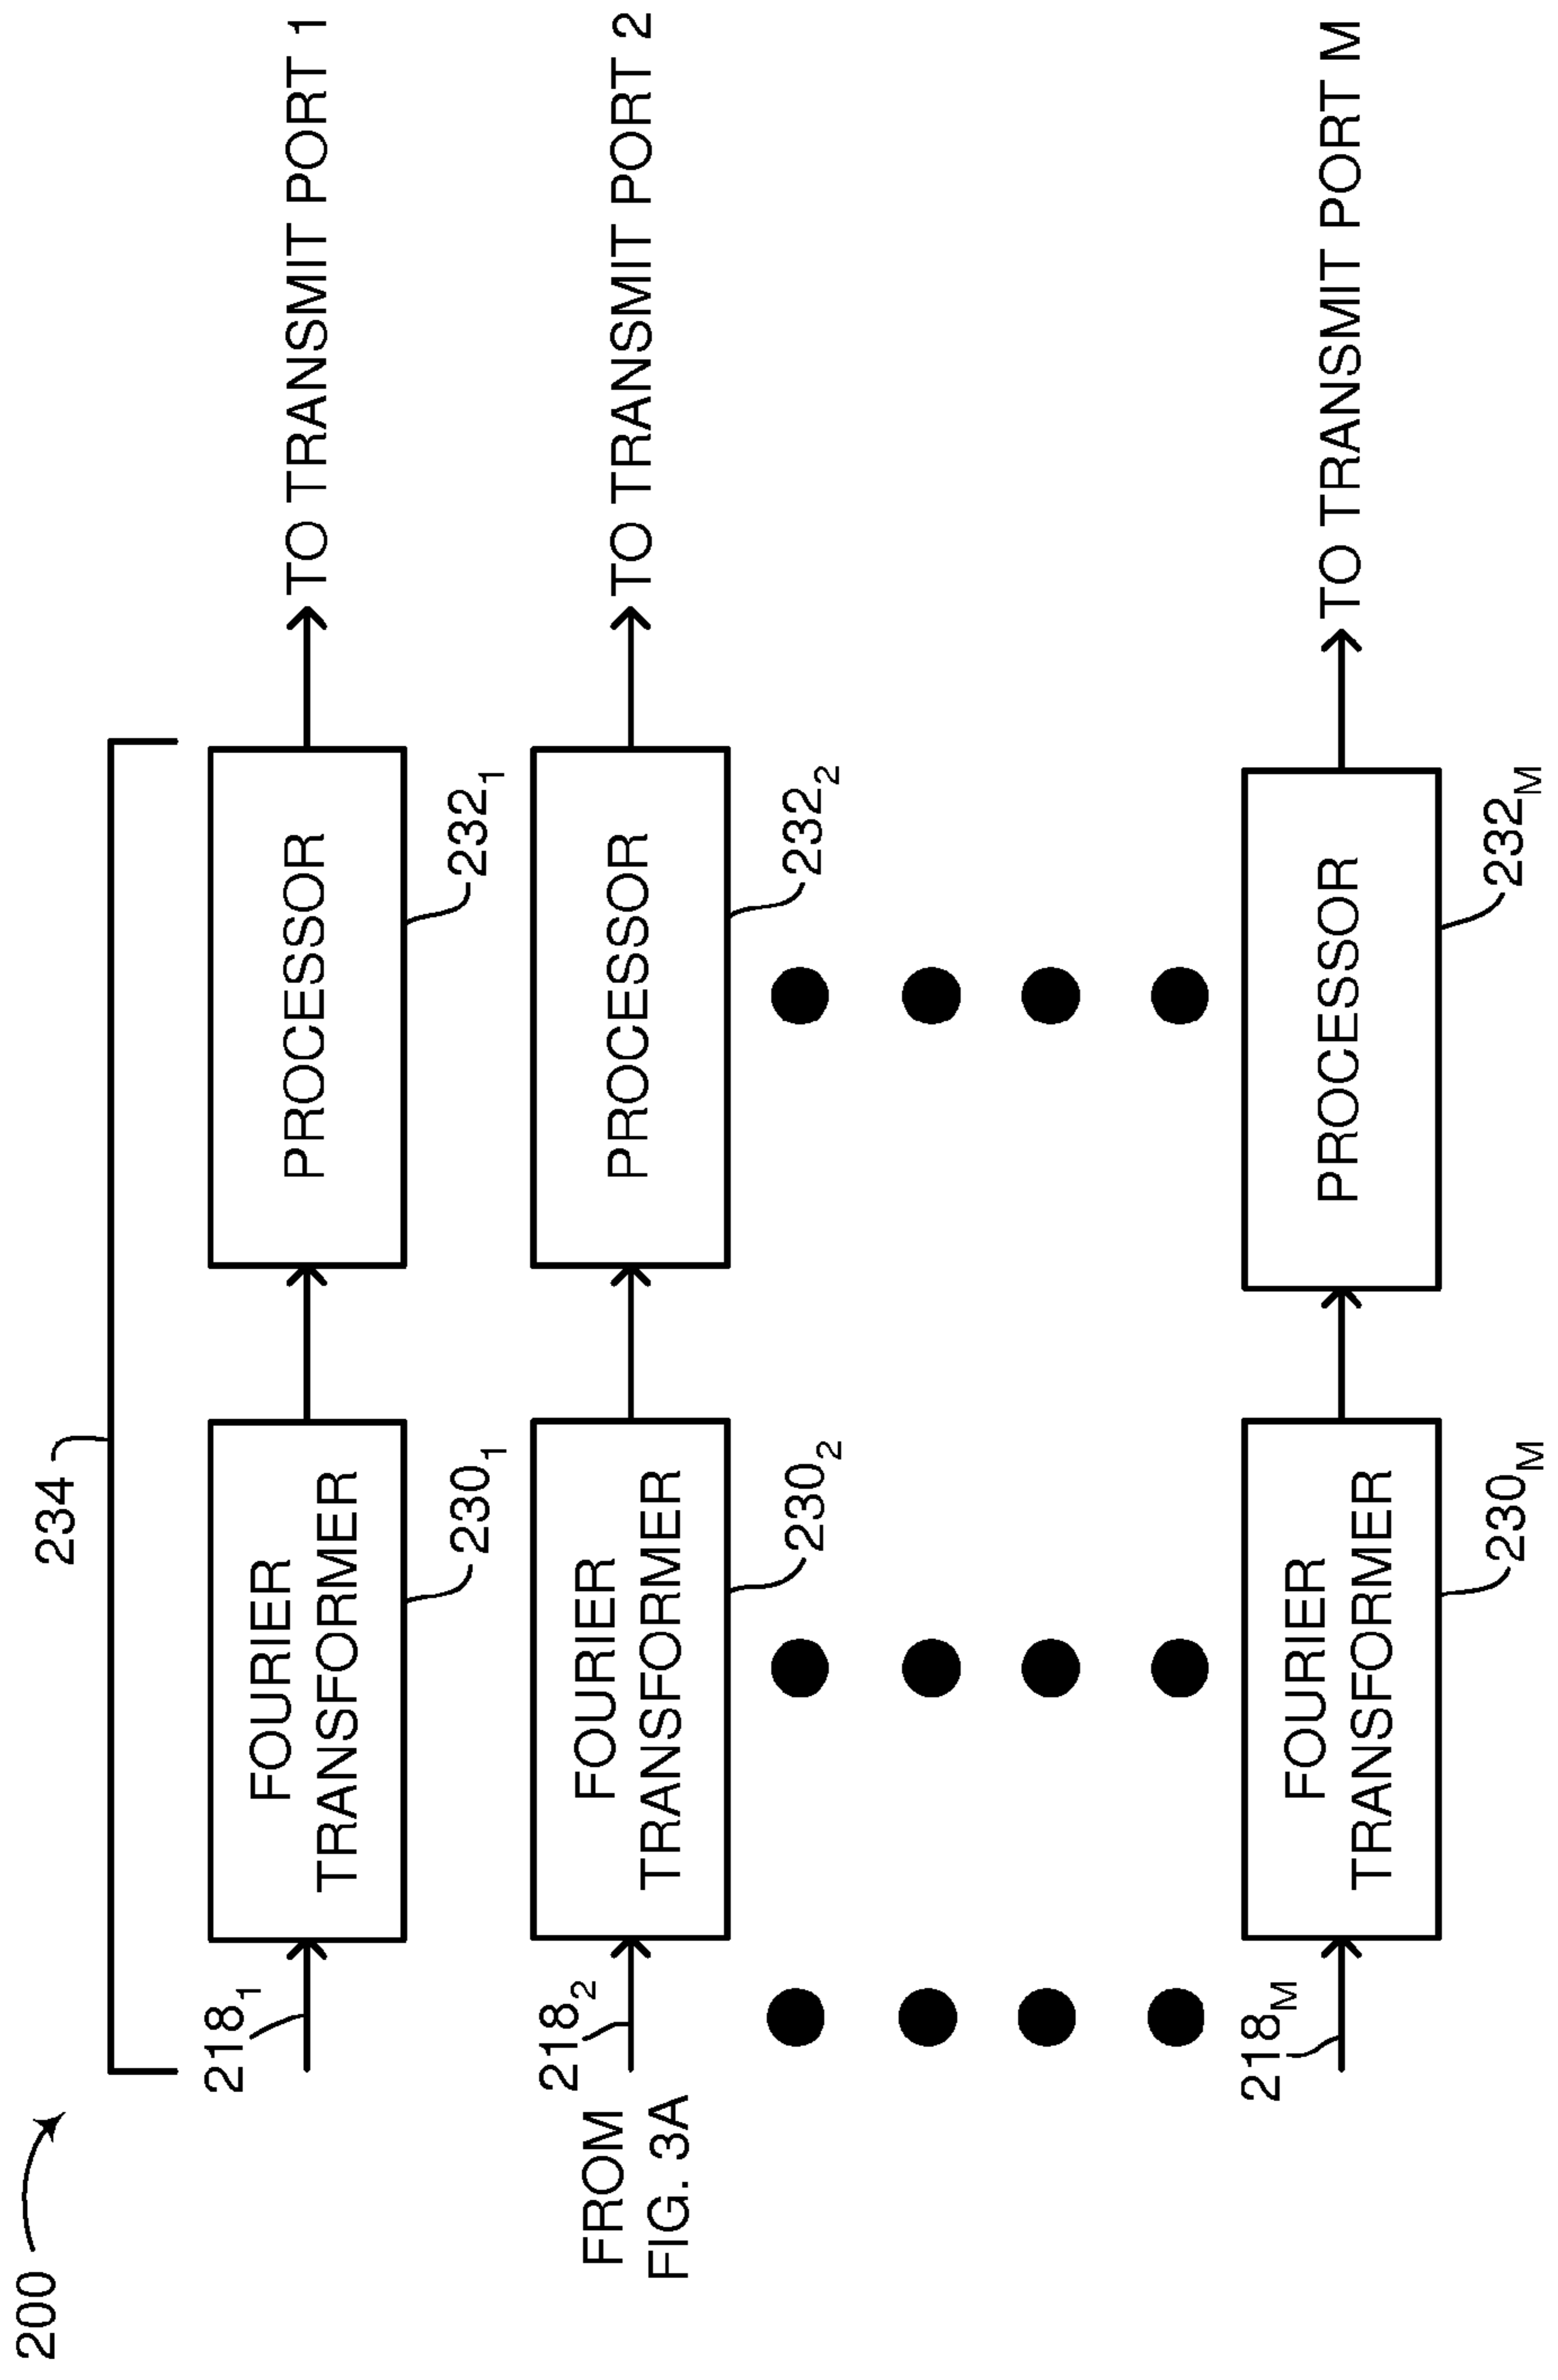 200
234
218₁
FOURIER
TRANSFORMER
230₁
PROCESSOR
232₁
TO TRANSMIT PORT 1
FROM
FIG. 3A
218₂
FOURIER
TRANSFORMER
230₂
PROCESSOR
232₂
TO TRANSMIT PORT 2
218M
FOURIER
TRANSFORMER
230M
PROCESSOR
232M
TO TRANSMIT PORT M